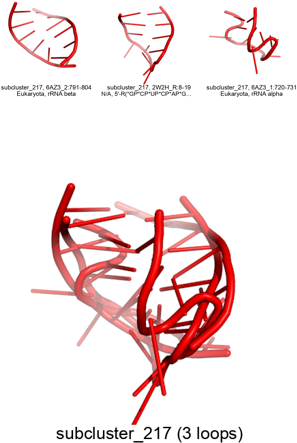 subcluster_217, 6AZ3_2:791-804
Eukaryota, rRNA beta
subcluster_217, 2W2H_R:8-19
N/A, 5'-R(*GP*CP*UP*CP*AP*G...
subcluster_217, 6AZ3_1:720-731
Eukaryota, rRNA alpha
subcluster_217 (3 loops)